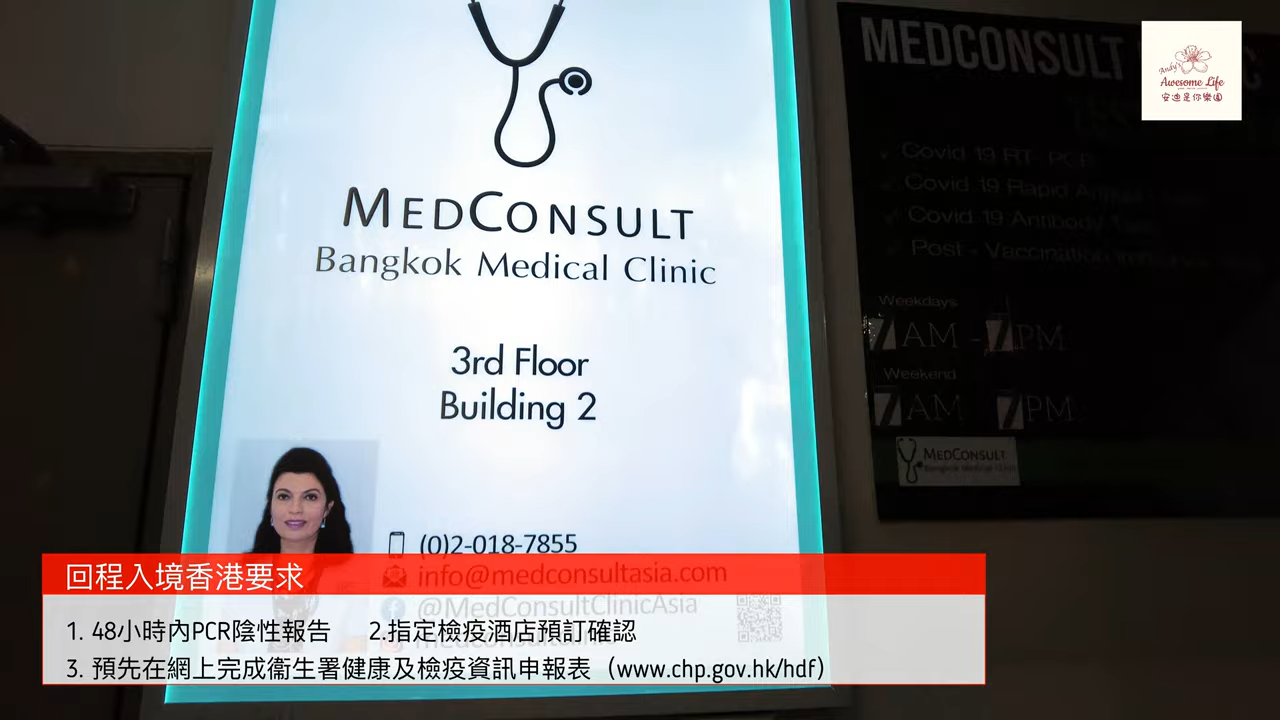 MEDCONSULT
Bangkok Medical Clinic
3rd Floor
Building 2
(0)2-018-7855
info@medconsultasia.com
@MedConsultClinicAsia
MEDCONSULT
Covid 19 RT- PCR
Covid 19 Rapid
Covid 19 Antibody
Post - Vaccination
Weekdays
7AM - 7PM
Weekend
7AM 7PM
MEDCONSULT
Bangkok Medical Clinic
Andy's
Awesome Life
安迪是你樂園
回程入境香港要求
1. 48小時內PCR陰性報告 2.指定檢疫酒店預訂確認
3. 預先在網上完成衞生署健康及檢疫資訊申報表（www.chp.gov.hk/hdf）